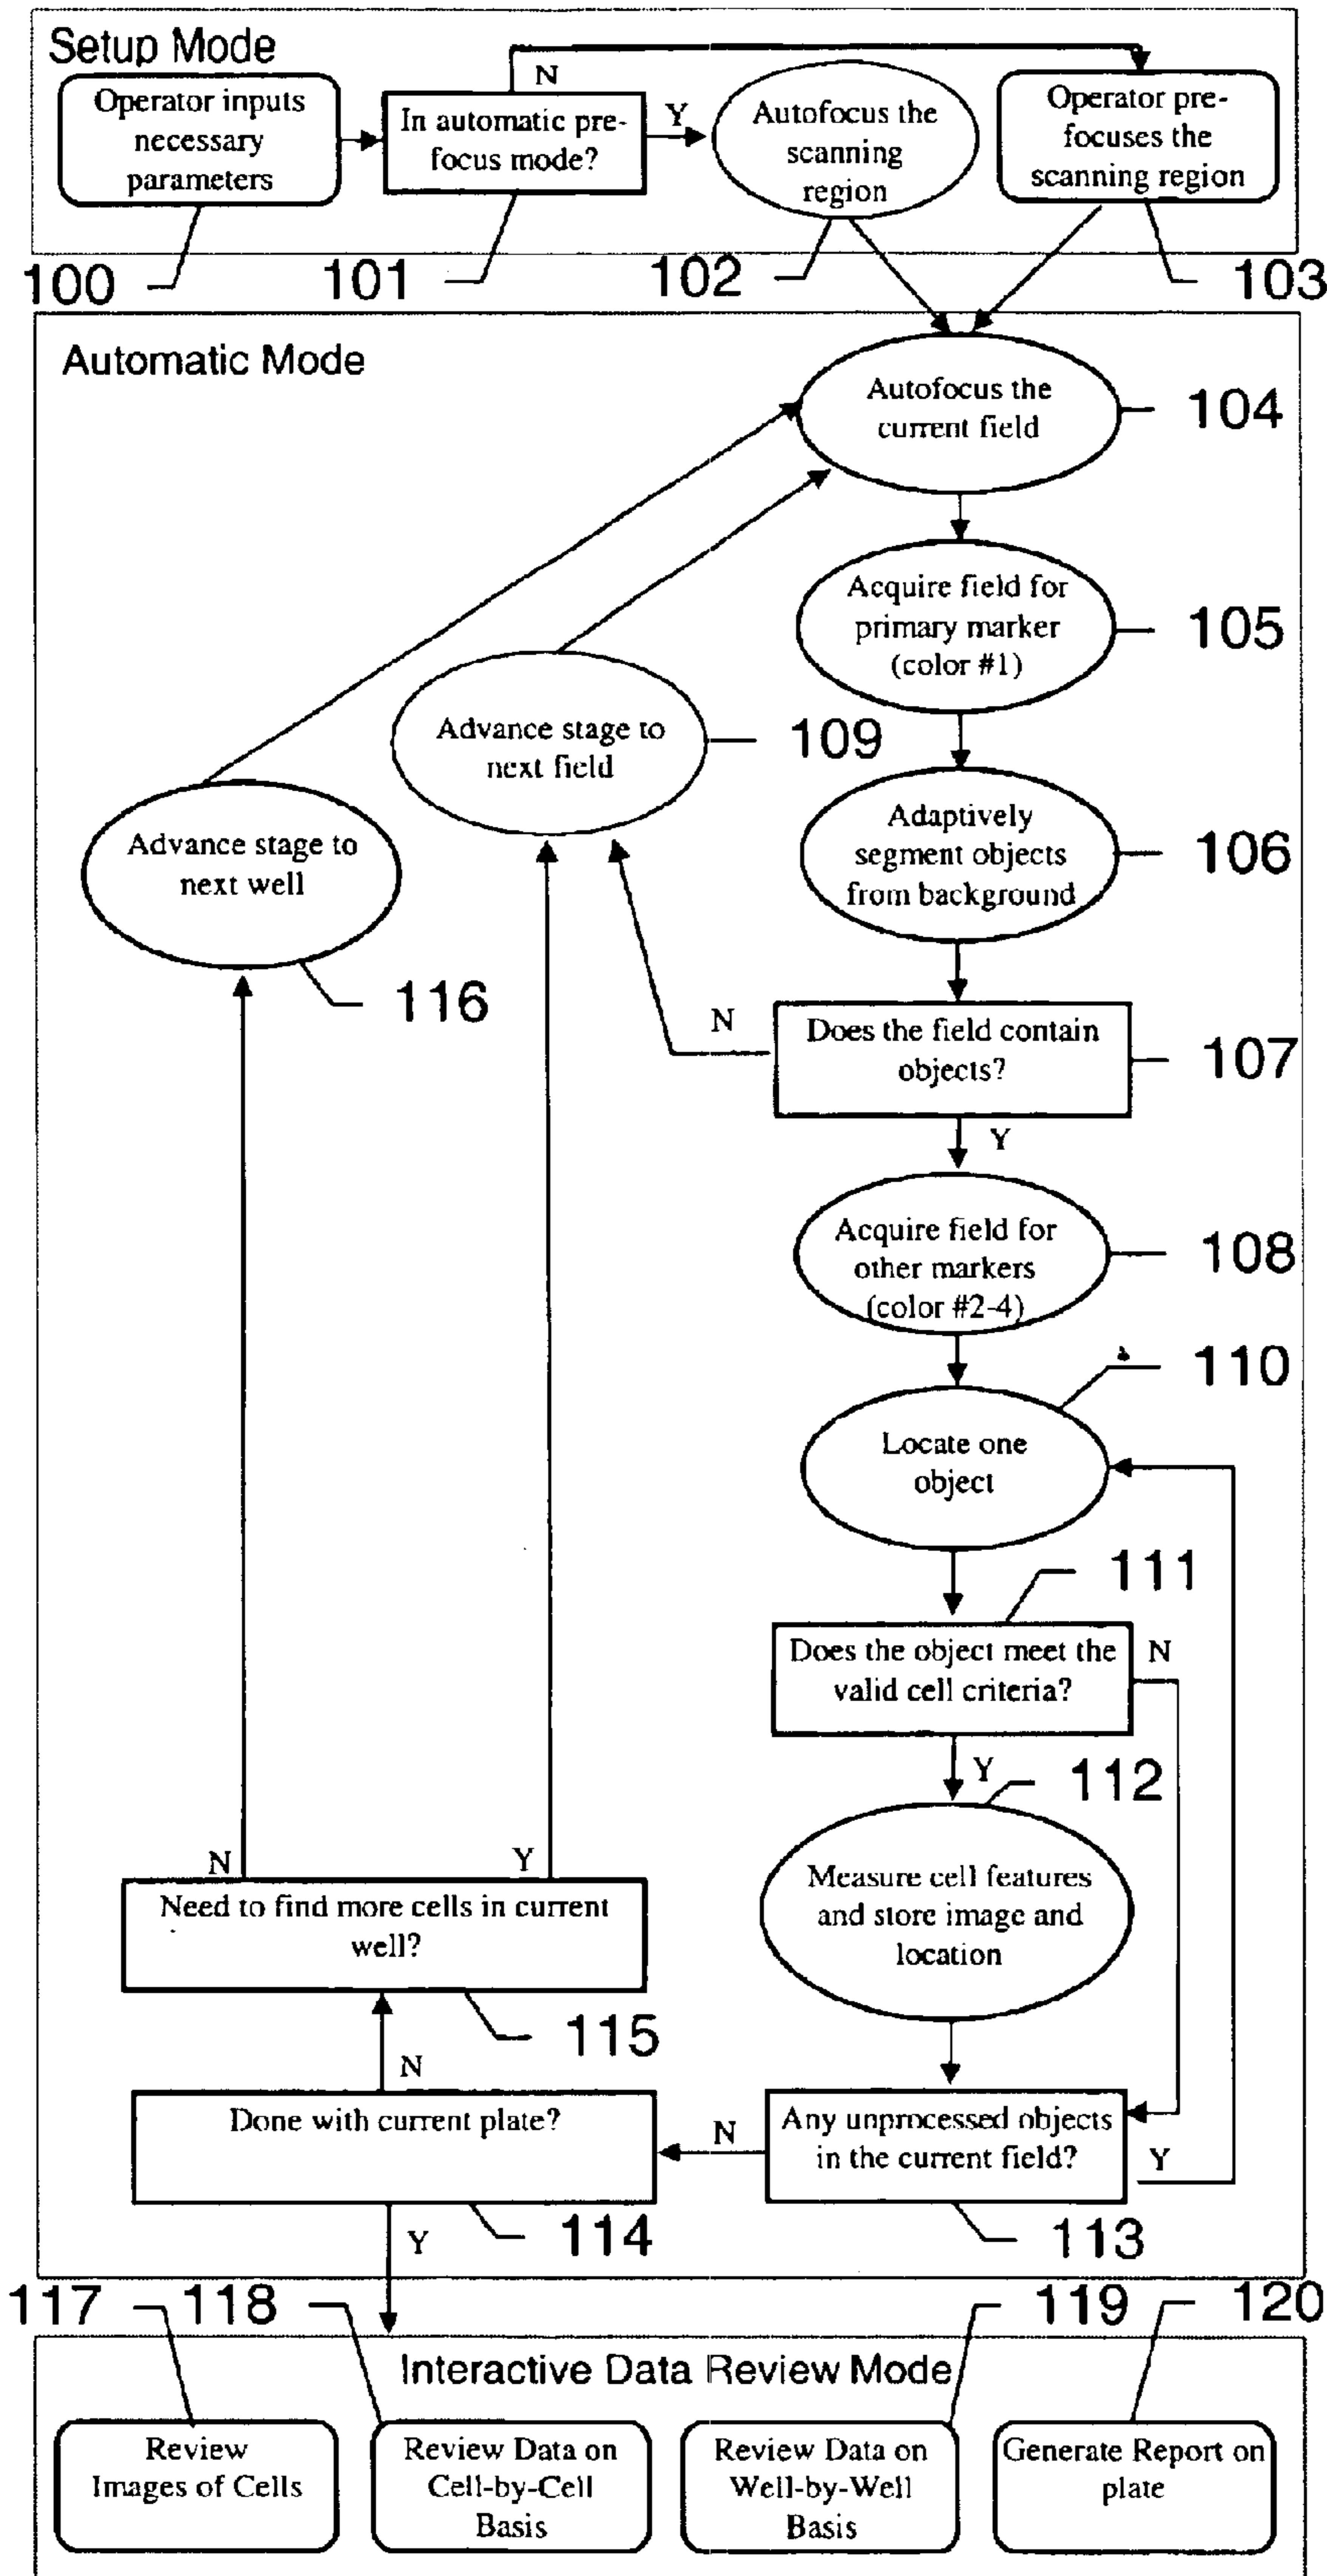 Setup Mode
Operator inputs
necessary
parameters
In automatic pre-
focus mode?
N
Y
Autofocus the
scanning
region
Operator pre-
focuses the
scanning region
100
101
102
103
Automatic Mode
Autofocus the
current field
104
Acquire field for
primary marker
(color #1)
105
Advance stage to
next field
109
Adaptively
segment objects
from background
106
Advance stage to
next well
116
Does the field contain
objects?
107
N
Y
Acquire field for
other markers
(color #2-4)
108
110
Locate one
object
111
Does the object meet the
valid cell criteria?
N
Y
112
Measure cell features
and store image and
location
N
Y
Need to find more cells in current
well?
115
N
Done with current plate?
N
Any unprocessed objects
in the current field?
Y
114
Y
113
117
118
119
120
Interactive Data Review Mode
Review
Images of Cells
Review Data on
Cell-by-Cell
Basis
Review Data on
Well-by-Well
Basis
Generate Report on
plate